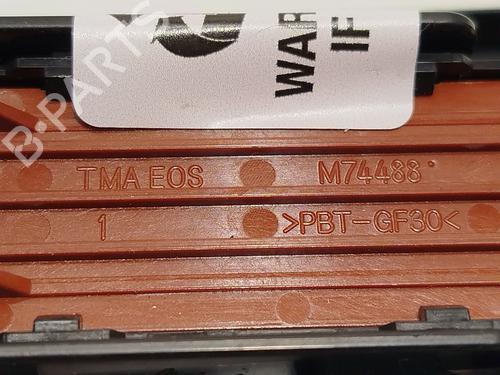 WAR
IF
B-PARTS
TMA EOS
M74488
1
>PBT-GF30<